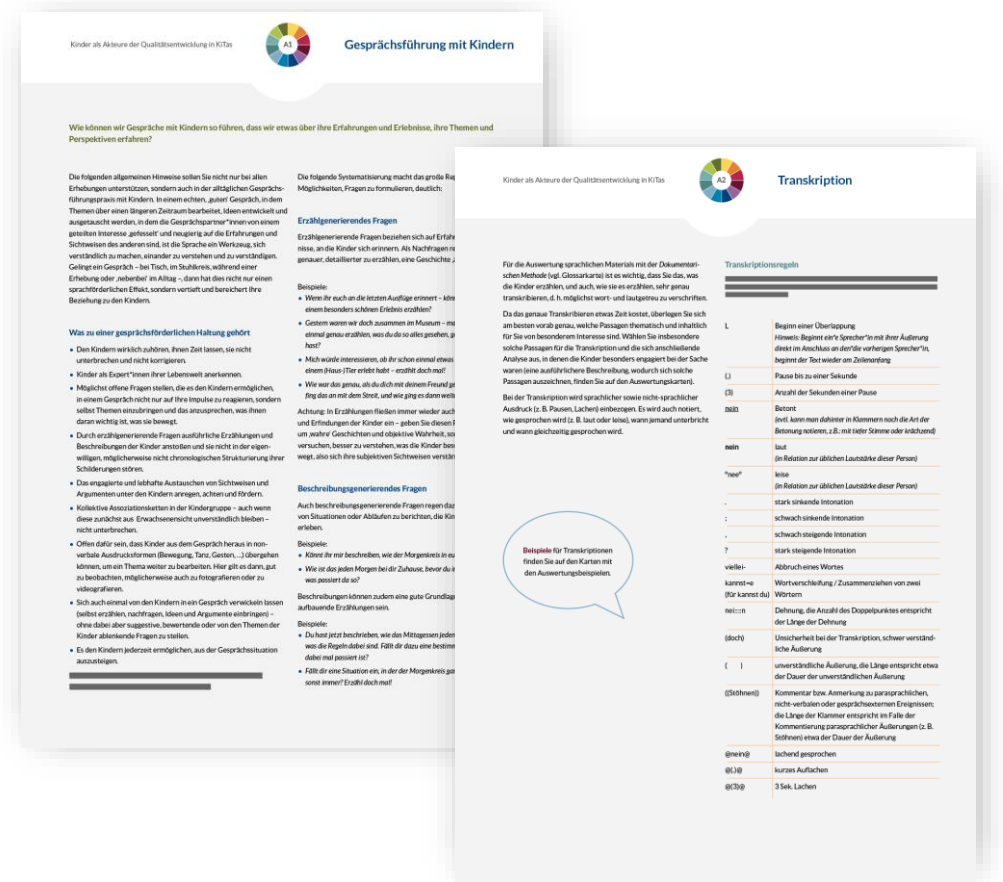 Kinder als Akteure der Qualitätsentwicklung in KiTas
A1
Gesprächsführung mit Kindern
Wie können wir Gespräche mit Kindern so führen, dass wir etwas über ihre Erfahrungen und Erlebnisse, ihre Themen und
Perspektiven erfahren?
Die folgenden allgemeinen Hinweise sollen Sie nicht nur bei allen
Erhebungen unterstützen, sondern auch in der alltäglichen Gesprächs-
führungspraxis mit Kindern. In einem echten, ‚guten' Gespräch, in dem
Themen über einen längeren Zeitraum bearbeitet, Ideen entwickelt und
ausgetauscht werden, in dem die Gesprächspartner*innen von einem
geteilten Interesse ‚gefesselt' und neugierig auf die Erfahrungen und
Sichtweisen des anderen sind, ist die Sprache ein Werkzeug, sich
verständlich zu machen, einander zu verstehen und zu verständigen.
Gelingt ein Gespräch – bei Tisch, im Stuhlkreis, während einer
Erhebung oder ‚nebenbei' im Alltag –, dann hat dies nicht nur einen
sprachförderlichen Effekt, sondern vertieft und bereichert Ihre
Beziehung zu den Kindern.
Was zu einer gesprächsförderlichen Haltung gehört
• Den Kindern wirklich zuhören, ihnen Zeit lassen, sie nicht
unterbrechen und nicht korrigieren.
• Kinder als Expert*innen ihrer Lebenswelt anerkennen.
• Möglichst offene Fragen stellen, die es den Kindern ermöglichen,
in einem Gespräch nicht nur auf Ihre Impulse zu reagieren, sondern
selbst Themen einzubringen und das anzusprechen, was ihnen
daran wichtig ist, was sie bewegt.
• Durch erzählgenerierende Fragen ausführliche Erzählungen und
Beschreibungen der Kinder anstoßen und sie nicht in der eigen-
willigen, möglicherweise nicht chronologischen Strukturierung ihrer
Schilderungen stören.
• Das engagierte und lebhafte Austauschen von Sichtweisen und
Argumenten unter den Kindern anregen, achten und fördern.
• Kollektive Assoziationsketten in der Kindergruppe – auch wenn
diese zunächst aus Erwachsenensicht unverständlich bleiben –
nicht unterbrechen.
• Offen dafür sein, dass Kinder aus dem Gespräch heraus in non-
verbale Ausdrucksformen (Bewegung, Tanz, Gesten, ...) übergehen
können, um ein Thema weiter zu bearbeiten. Hier gilt es dann, gut
zu beobachten, möglicherweise auch zu fotografieren oder zu
videografieren.
• Sich auch einmal von den Kindern in ein Gespräch verwickeln lassen
(selbst erzählen, nachfragen, Ideen und Argumente einbringen) –
ohne dabei aber suggestive, bewertende oder von den Themen der
Kinder ablenkende Fragen zu stellen.
• Es den Kindern jederzeit ermöglichen, aus der Gesprächssituation
auszusteigen.
Die folgende Systematisierung macht das große Rep
Möglichkeiten, Fragen zu formulieren, deutlich:
Erzählgenerierendes Fragen
Erzählgenerierende Fragen beziehen sich auf Erfahr
nisse, an die Kinder sich erinnern. Als Nachfragen re
genauer, detaillierter zu erzählen, eine Geschichte
Beispiele:
• Wenn ihr euch an die letzten Ausflüge erinnert – kön
einem besonders schönen Erlebnis erzählen?
• Gestern waren wir doch zusammen im Museum – ma
einmal genau erzählen, was du da so alles gesehen, g
hast?
• Mich würde interessieren, ob ihr schon einmal etwas
einem (Haus-)Tier erlebt habt – erzählt doch mal!
• Wie war das genau, als du dich mit deinem Freund ge
fing das an mit dem Streit, und wie ging es dann weit
Achtung: In Erzählungen fließen immer wieder auch
und Erfindungen der Kinder ein – geben Sie diesen F
um ‚wahre' Geschichten und objektive Wahrheit, so
versuchen, besser zu verstehen, was die Kinder bes
wegt, also sich ihre subjektiven Sichtweisen verstän
Beschreibungsgenerierendes Fragen
Auch beschreibungsgenerierende Fragen regen daz
von Situationen oder Abläufen zu berichten, die Kin
erleben.
Beispiele:
• Könnt ihr mir beschreiben, wie der Morgenkreis in eu
• Wie ist das jeden Morgen bei dir Zuhause, bevor du i
was passiert da so?
Beschreibungen können zudem eine gute Grundlage
aufbauende Erzählungen sein.
Beispiele:
• Du hast jetzt beschrieben, wie das Mittagessen jeden
was die Regeln dabei sind. Fällt dir dazu eine bestimm
dabei mal passiert ist?
• Fällt dir eine Situation ein, in der der Morgenkreis gan
sonst immer? Erzähl doch mal!
Kinder als Akteure der Qualitätsentwicklung in KiTas
A2
Transkription
Für die Auswertung sprachlichen Materials mit der Dokumentari-
schen Methode (vgl. Glossarkarte) ist es wichtig, dass Sie das, was
die Kinder erzählen, und auch, wie sie es erzählen, sehr genau
transkribieren, d. h. möglichst wort- und lautgetreu zu verschriften.
Da das genaue Transkribieren etwas Zeit kostet, überlegen Sie sich
am besten vorab genau, welche Passagen thematisch und inhaltlich
für Sie von besonderem Interesse sind. Wählen Sie insbesondere
solche Passagen für die Transkription und die sich anschließende
Analyse aus, in denen die Kinder besonders engagiert bei der Sache
waren (eine ausführlichere Beschreibung, wodurch sich solche
Passagen auszeichnen, finden Sie auf den Auswertungskarten).
Bei der Transkription wird sprachlicher sowie nicht-sprachlicher
Ausdruck (z. B. Pausen, Lachen) einbezogen. Es wird auch notiert,
wie gesprochen wird (z. B. laut oder leise), wann jemand unterbricht
und wann gleichzeitig gesprochen wird.
Beispiele für Transkriptionen
finden Sie auf den Karten mit
den Auswertungsbeispielen.
Transkriptionsregeln
L Beginn einer Überlappung
Hinweis: Beginnt ein*e Sprecher*in mit ihrer Äußerung
direkt im Anschluss an den*die vorherigen Sprecher*in,
beginnt der Text wieder am Zeilenanfang
(.) Pause bis zu einer Sekunde
(3) Anzahl der Sekunden einer Pause
nein Betont
(evtl. kann man dahinter in Klammern noch die Art der
Betonung notieren, z.B.: mit tiefer Stimme oder krächzend)
nein laut
(in Relation zur üblichen Lautstärke dieser Person)
°nee° leise
(in Relation zur üblichen Lautstärke dieser Person)
. stark sinkende Intonation
; schwach sinkende Intonation
, schwach steigende Intonation
? stark steigende Intonation
viellei- Abbruch eines Wortes
kannst=e Wortverschleifung / Zusammenziehen von zwei
(für kannst du) Wörtern
nei:::n Dehnung, die Anzahl des Doppelpunktes entspricht
der Länge der Dehnung
(doch) Unsicherheit bei der Transkription, schwer verständ-
liche Äußerung
( ) unverständliche Äußerung, die Länge entspricht etwa
der Dauer der unverständlichen Äußerung
((Stöhnen)) Kommentar bzw. Anmerkung zu parasprachlichen,
nicht-verbalen oder gesprächsexternen Ereignissen;
die Länge der Klammer entspricht im Falle der
Kommentierung parasprachlicher Äußerungen (z. B.
Stöhnen) etwa der Dauer der Äußerung
@nein@ lachend gesprochen
@(.)@ kurzes Auflachen
@(3)@ 3 Sek. Lachen